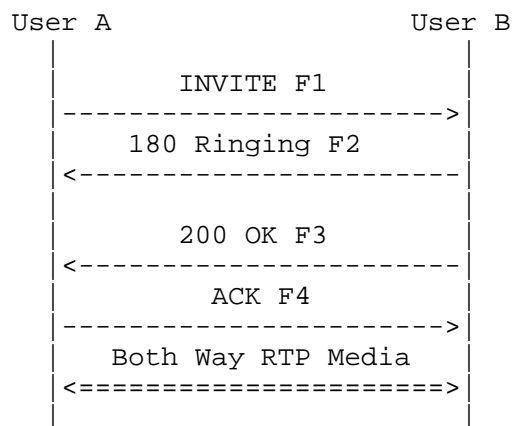 User A User B
INVITE F1
180 Ringing F2
200 OK F3
ACK F4
Both Way RTP Media